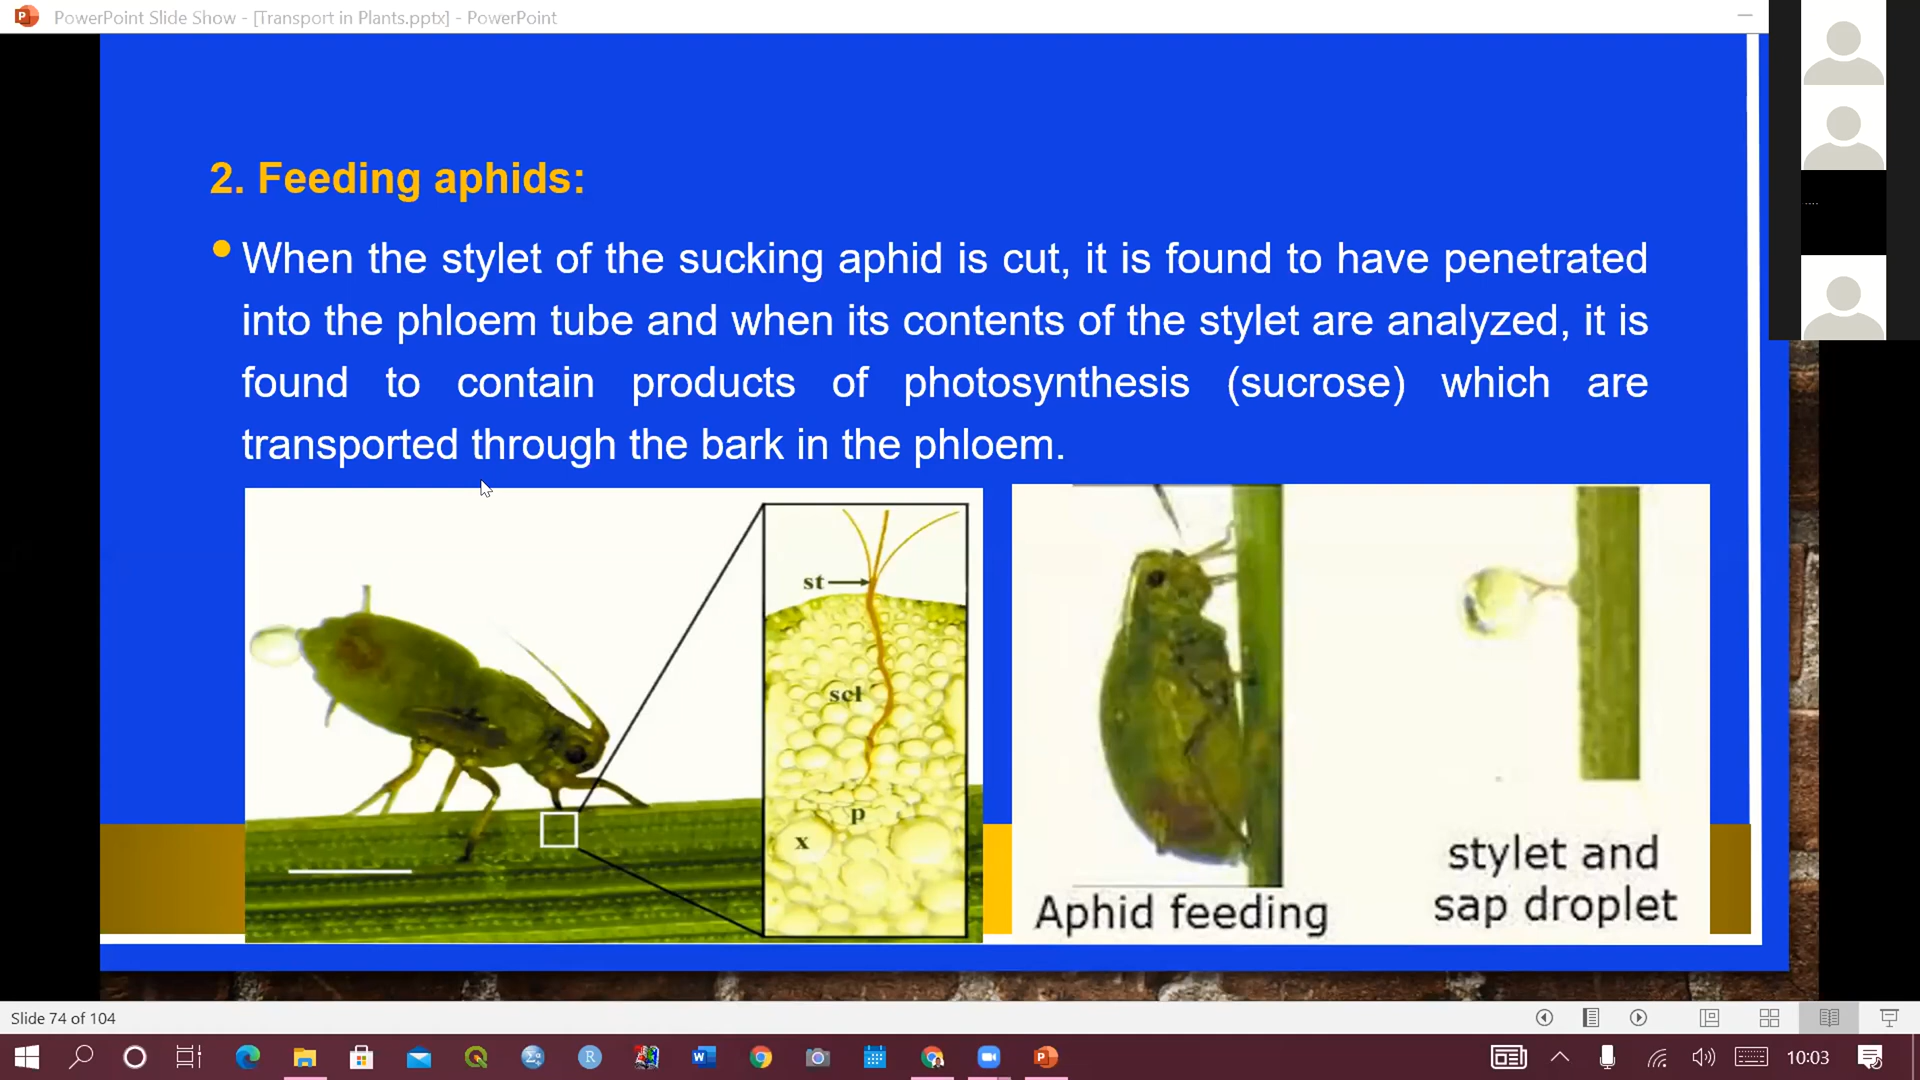 PowerPoint Slide Show - [Transport in Plants.pptx] - PowerPoint
2. Feeding aphids:
When the stylet of the sucking aphid is cut, it is found to have penetrated
into the phloem tube and when its contents of the stylet are analyzed, it is
found to contain products of photosynthesis (sucrose) which are
transported through the bark in the phloem.
st
scl
p
x
Aphid feeding
stylet and
sap droplet
Slide 74 of 104
10:03